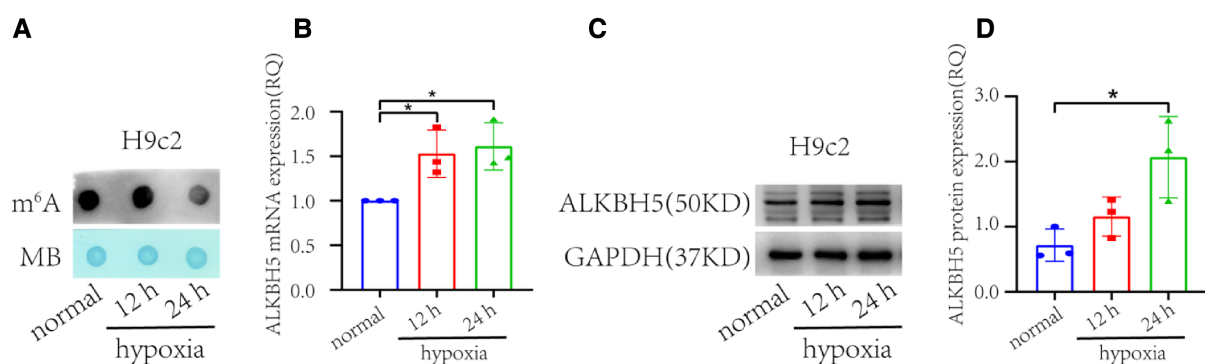 A
H9c2
m⁶A
MB
normal
12 h
24 h
hypoxia
B
ALKBH5 mRNA expression(RQ)
2.0
1.5
1.0
0.5
0.0
*
*
normal
12 h
24 h
hypoxia
C
H9c2
ALKBH5(50KD)
GAPDH(37KD)
normal
12 h
24 h
hypoxia
D
ALKBH5 protein expression(RQ)
3.0
2.0
1.0
0.0
*
normal
12 h
24 h
hypoxia